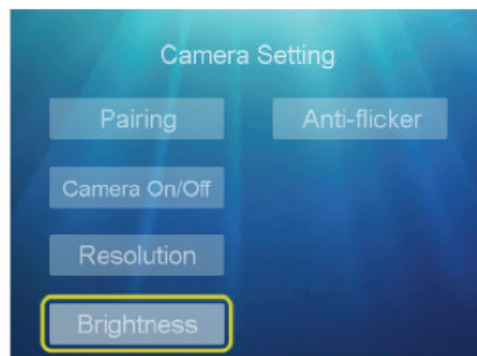 Camera Setting
Pairing
Anti-flicker
Camera On/Off
Resolution
Brightness